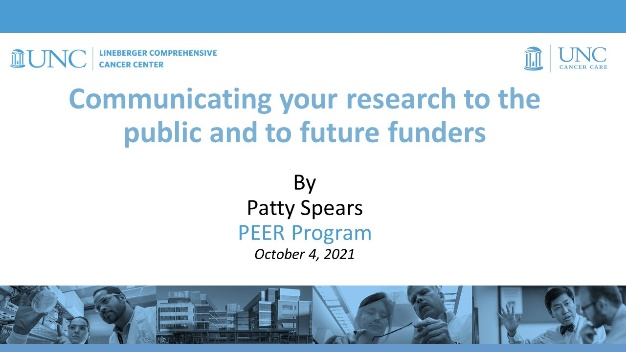 UNC LINEBERGER COMPREHENSIVE
CANCER CENTER
UNC
CANCER CARE
Communicating your research to the
public and to future funders
By
Patty Spears
PEER Program
October 4, 2021